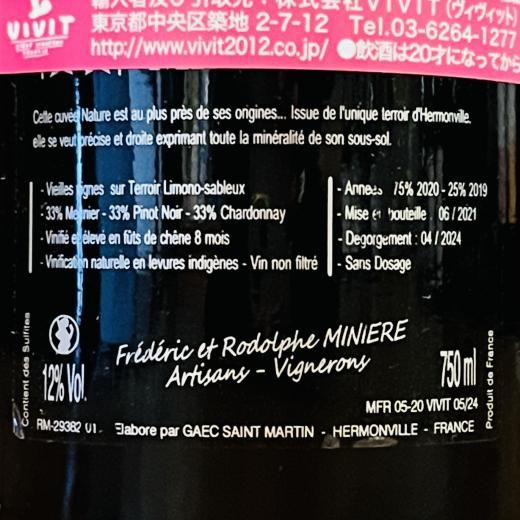 VIVIT
輸入者及び引取先：株式会社VIVIT (ヴィヴィット)
東京都中央区築地 2-7-12 Tel.03-6264-1277
http://www.vivit2012.co.jp/ ●飲酒は20才になってから
Cette cuvée Nature est au plus près de ses origines... Issue de l'unique terroir d'Hermonville,
elle se veut précise et droite exprimant toute la minéralité de son sous-sol.
- Vieilles vignes sur Terroir Limono-sableux
- 33% Meunier - 33% Pinot Noir - 33% Chardonnay
- Vinifié et élevé en fûts de chêne 8 mois
- Vinification naturelle en levures indigènes - Vin non filtré
- Années 75% 2020 - 25% 2019
- Mise en bouteille : 06 / 2021
- Degorgement : 04 / 2024
- Sans Dosage
Contient des Sulfites
12% Vol.
Frédéric et Rodolphe MINIERE
Artisans - Vignerons
750 ml
Produit de France
MFR 05-20 VIVIT 05/24
RM-29382 01 - Elabore par GAEC SAINT MARTIN - HERMONVILLE - FRANCE